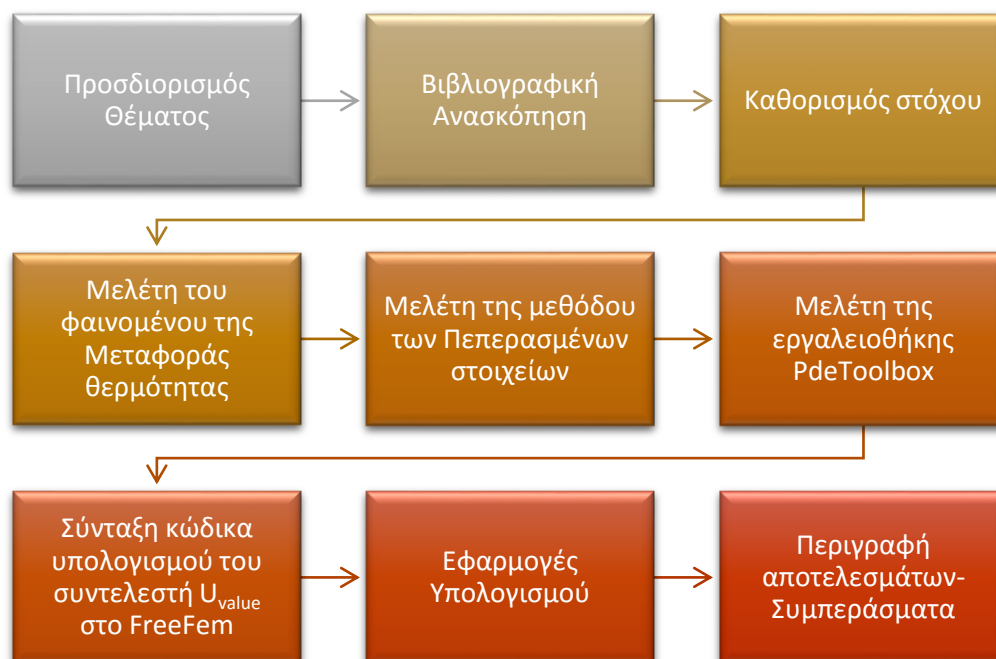 Προσδιορισμός
Θέματος
Βιβλιογραφική
Ανασκόπηση
Καθορισμός στόχου
Μελέτη του
φαινομένου της
Μεταφοράς
θερμότητας
Μελέτη της μεθόδου
των Πεπερασμένων
στοιχείων
Μελέτη της
εργαλειοθήκης
PdeToolbox
Σύνταξη κώδικα
υπολογισμού του
συντελεστή Uvalue
στο FreeFem
Εφαρμογές
Υπολογισμού
Περιγραφή
αποτελεσμάτων-
Συμπεράσματα